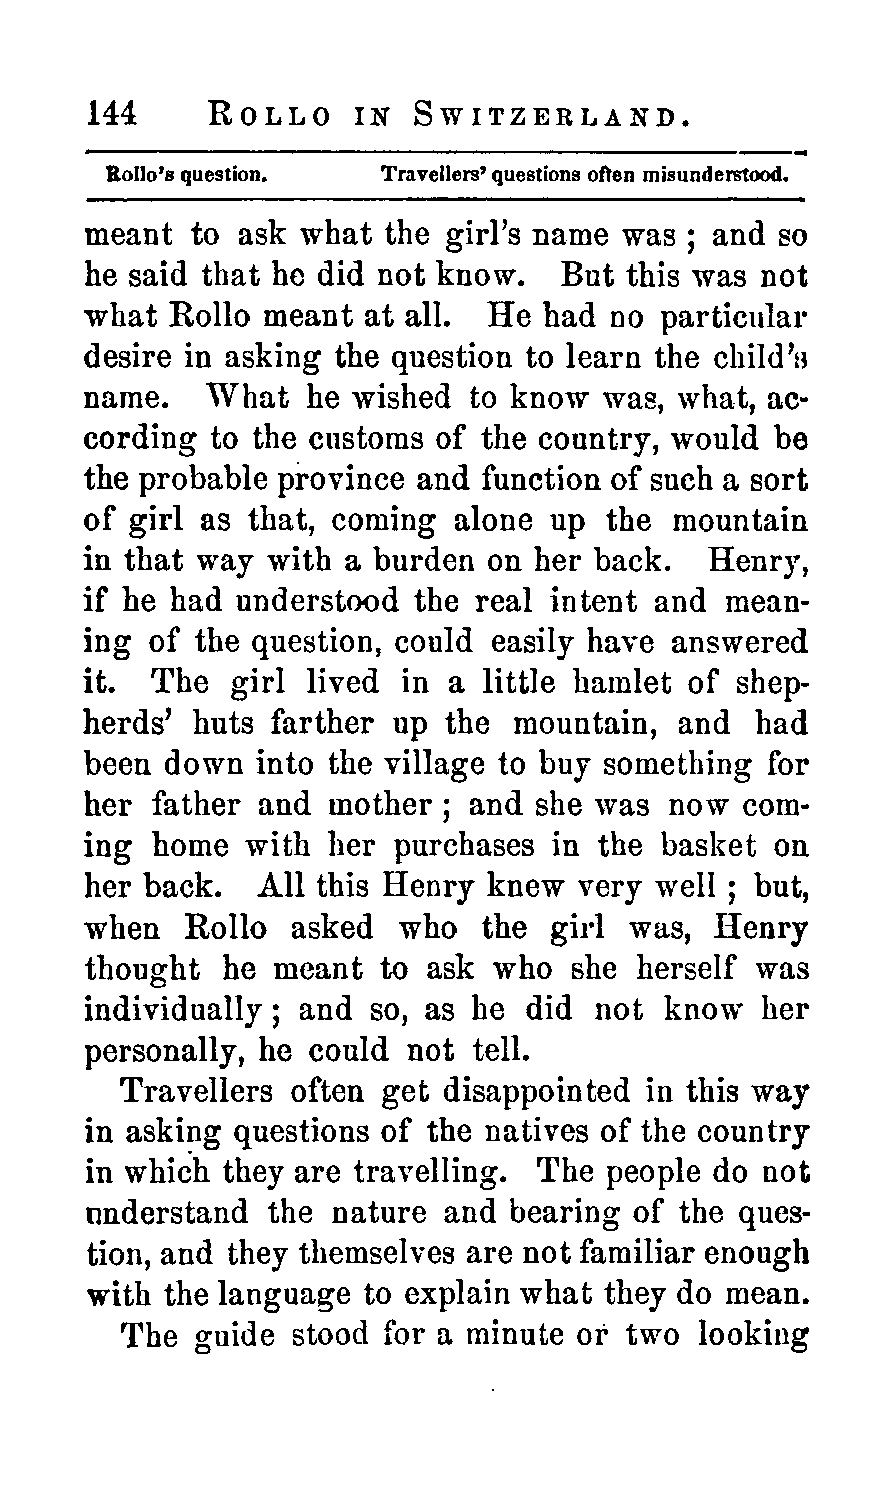 144 ROLLO IN SWITZERLAND.
Rollo's question. Travellers' questions often misunderstood.
meant to ask what the girl's name was ; and so
he said that he did not know. But this was not
what Rollo meant at all. He had no particular
desire in asking the question to learn the child's
name. What he wished to know was, what, ac-
cording to the customs of the country, would be
the probable province and function of such a sort
of girl as that, coming alone up the mountain
in that way with a burden on her back. Henry,
if he had understood the real intent and mean-
ing of the question, could easily have answered
it. The girl lived in a little hamlet of shep-
herds' huts farther up the mountain, and had
been down into the village to buy something for
her father and mother ; and she was now com-
ing home with her purchases in the basket on
her back. All this Henry knew very well ; but,
when Rollo asked who the girl was, Henry
thought he meant to ask who she herself was
individually ; and so, as he did not know her
personally, he could not tell.
Travellers often get disappointed in this way
in asking questions of the natives of the country
in which they are travelling. The people do not
understand the nature and bearing of the ques-
tion, and they themselves are not familiar enough
with the language to explain what they do mean.
The guide stood for a minute or two looking